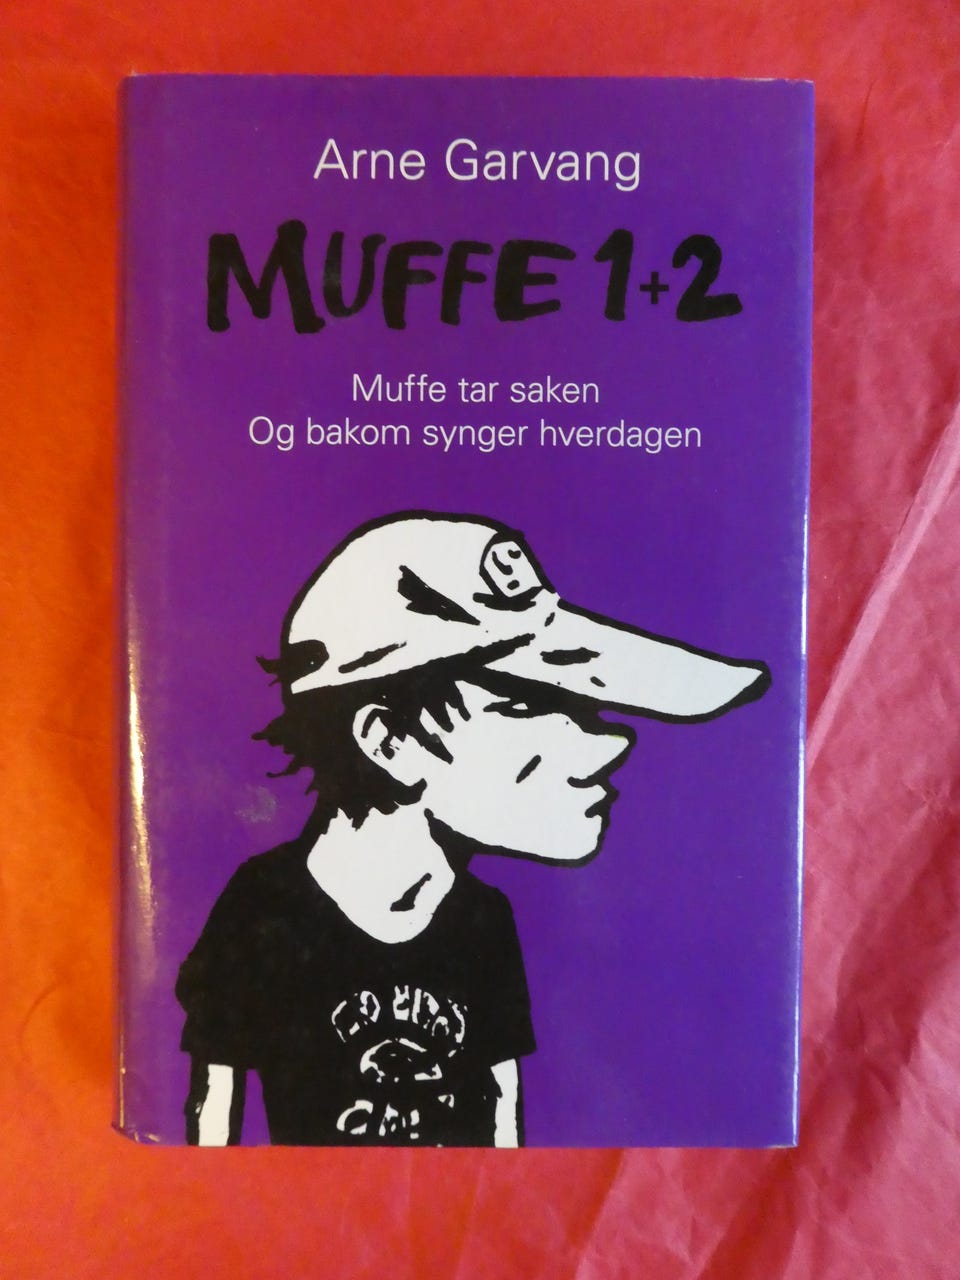 Arne Garvang
MUFFE 1+2
Muffe tar saken
Og bakom synger hverdagen